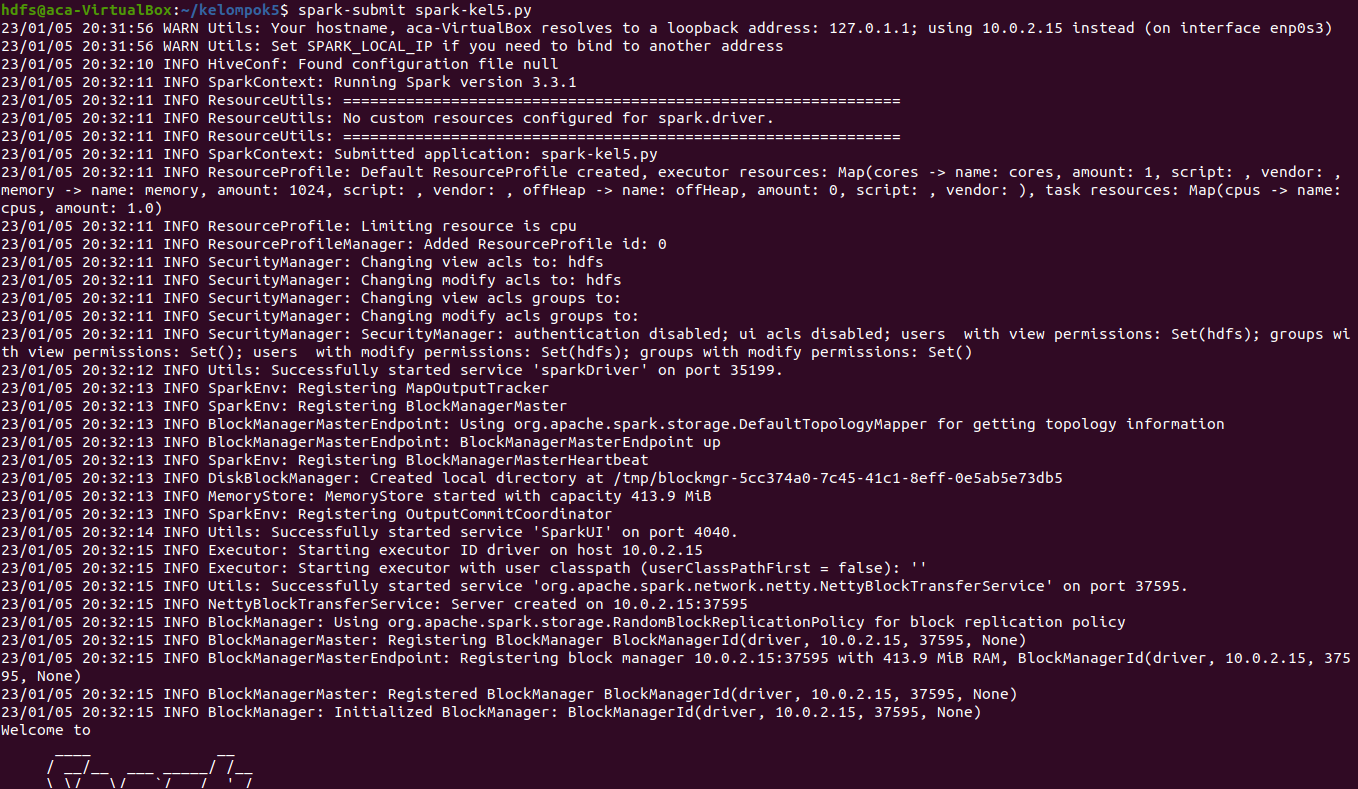 hdfs@aca-VirtualBox:~/kelompok5$ spark-submit spark-kel5.py
23/01/05 20:31:56 WARN Utils: Your hostname, aca-VirtualBox resolves to a loopback address: 127.0.1.1; using 10.0.2.15 instead (on interface enp0s3)
23/01/05 20:31:56 WARN Utils: Set SPARK_LOCAL_IP if you need to bind to another address
23/01/05 20:32:10 INFO HiveConf: Found configuration file null
23/01/05 20:32:11 INFO SparkContext: Running Spark version 3.3.1
23/01/05 20:32:11 INFO ResourceUtils: ==============================================================
23/01/05 20:32:11 INFO ResourceUtils: No custom resources configured for spark.driver.
23/01/05 20:32:11 INFO ResourceUtils: ==============================================================
23/01/05 20:32:11 INFO SparkContext: Submitted application: spark-kel5.py
23/01/05 20:32:11 INFO ResourceProfile: Default ResourceProfile created, executor resources: Map(cores -> name: cores, amount: 1, script: , vendor: ,
memory -> name: memory, amount: 1024, script: , vendor: , offHeap -> name: offHeap, amount: 0, script: , vendor: ), task resources: Map(cpus -> name:
cpus, amount: 1.0)
23/01/05 20:32:11 INFO ResourceProfile: Limiting resource is cpu
23/01/05 20:32:11 INFO ResourceProfileManager: Added ResourceProfile id: 0
23/01/05 20:32:11 INFO SecurityManager: Changing view acls to: hdfs
23/01/05 20:32:11 INFO SecurityManager: Changing modify acls to: hdfs
23/01/05 20:32:11 INFO SecurityManager: Changing view acls groups to:
23/01/05 20:32:11 INFO SecurityManager: Changing modify acls groups to:
23/01/05 20:32:11 INFO SecurityManager: SecurityManager: authentication disabled; ui acls disabled; users  with view permissions: Set(hdfs); groups wi
th view permissions: Set(); users  with modify permissions: Set(hdfs); groups with modify permissions: Set()
23/01/05 20:32:12 INFO Utils: Successfully started service 'sparkDriver' on port 35199.
23/01/05 20:32:13 INFO SparkEnv: Registering MapOutputTracker
23/01/05 20:32:13 INFO SparkEnv: Registering BlockManagerMaster
23/01/05 20:32:13 INFO BlockManagerMasterEndpoint: Using org.apache.spark.storage.DefaultTopologyMapper for getting topology information
23/01/05 20:32:13 INFO BlockManagerMasterEndpoint: BlockManagerMasterEndpoint up
23/01/05 20:32:13 INFO SparkEnv: Registering BlockManagerMasterHeartbeat
23/01/05 20:32:13 INFO DiskBlockManager: Created local directory at /tmp/blockmgr-5cc374a0-7c45-41c1-8eff-0e5ab5e73db5
23/01/05 20:32:13 INFO MemoryStore: MemoryStore started with capacity 413.9 MiB
23/01/05 20:32:13 INFO SparkEnv: Registering OutputCommitCoordinator
23/01/05 20:32:14 INFO Utils: Successfully started service 'SparkUI' on port 4040.
23/01/05 20:32:15 INFO Executor: Starting executor ID driver on host 10.0.2.15
23/01/05 20:32:15 INFO Executor: Starting executor with user classpath (userClassPathFirst = false): ''
23/01/05 20:32:15 INFO Utils: Successfully started service 'org.apache.spark.network.netty.NettyBlockTransferService' on port 37595.
23/01/05 20:32:15 INFO NettyBlockTransferService: Server created on 10.0.2.15:37595
23/01/05 20:32:15 INFO BlockManager: Using org.apache.spark.storage.RandomBlockReplicationPolicy for block replication policy
23/01/05 20:32:15 INFO BlockManagerMaster: Registering BlockManager BlockManagerId(driver, 10.0.2.15, 37595, None)
23/01/05 20:32:15 INFO BlockManagerMasterEndpoint: Registering block manager 10.0.2.15:37595 with 413.9 MiB RAM, BlockManagerId(driver, 10.0.2.15, 375
95, None)
23/01/05 20:32:15 INFO BlockManagerMaster: Registered BlockManager BlockManagerId(driver, 10.0.2.15, 37595, None)
23/01/05 20:32:15 INFO BlockManager: Initialized BlockManager: BlockManagerId(driver, 10.0.2.15, 37595, None)
Welcome to
      ____              __
     / __/__  ___ _____/ /__